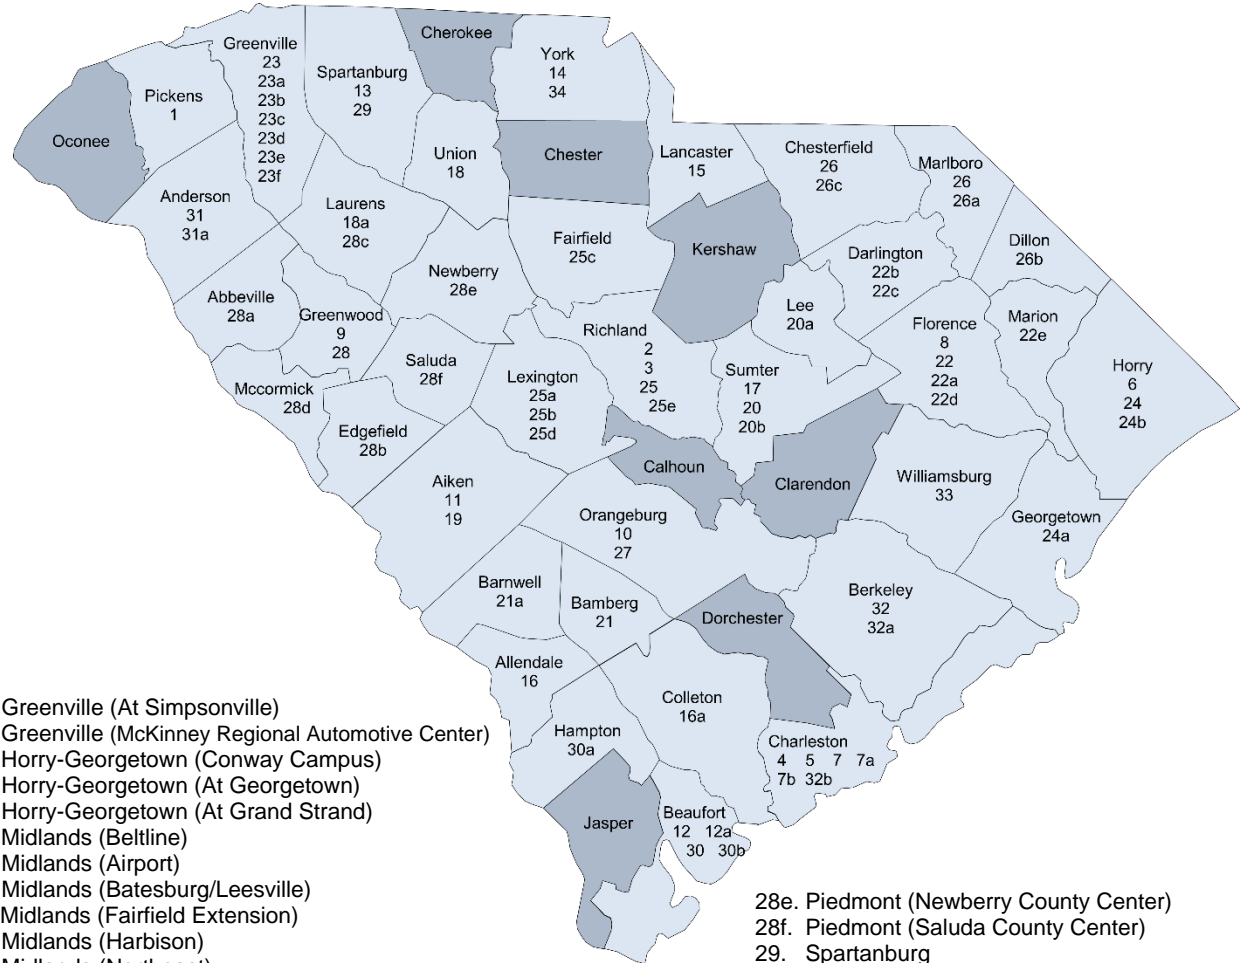 Cherokee
Greenville
23
23a
23b
23c
23d
23e
23f
York
14
34
Spartanburg
13
29
Pickens
1
Oconee
Union
18
Chester
Lancaster
15
Chesterfield
26
26c
Marlboro
26
26a
Anderson
31
31a
Laurens
18a
28c
Fairfield
25c
Kershaw
Darlington
22b
22c
Dillon
26b
Newberry
28e
Abbeville
28a
Greenwood
9
28
Lee
20a
Florence
8
22
22a
22d
Marion
22e
Richland
2
3
25
25e
Saluda
28f
Lexington
25a
25b
25d
Sumter
17
20
20b
Horry
6
24
24b
Mccormick
28d
Edgefield
28b
Calhoun
Clarendon
Williamsburg
33
Aiken
11
19
Orangeburg
10
27
Georgetown
24a
Barnwell
21a
Bamberg
21
Berkeley
32
32a
Dorchester
Allendale
16
Colleton
16a
Hampton
30a
Charleston
4 5 7 7a
7b 32b
Jasper
Beaufort
12 12a
30 30b
Greenville (At Simpsonville)
Greenville (McKinney Regional Automotive Center)
Horry-Georgetown (Conway Campus)
Horry-Georgetown (At Georgetown)
Horry-Georgetown (At Grand Strand)
Midlands (Beltline)
Midlands (Airport)
Midlands (Batesburg/Leesville)
Midlands (Fairfield Extension)
Midlands (Harbison)
28e. Piedmont (Newberry County Center)
28f. Piedmont (Saluda County Center)
29. Spartanburg